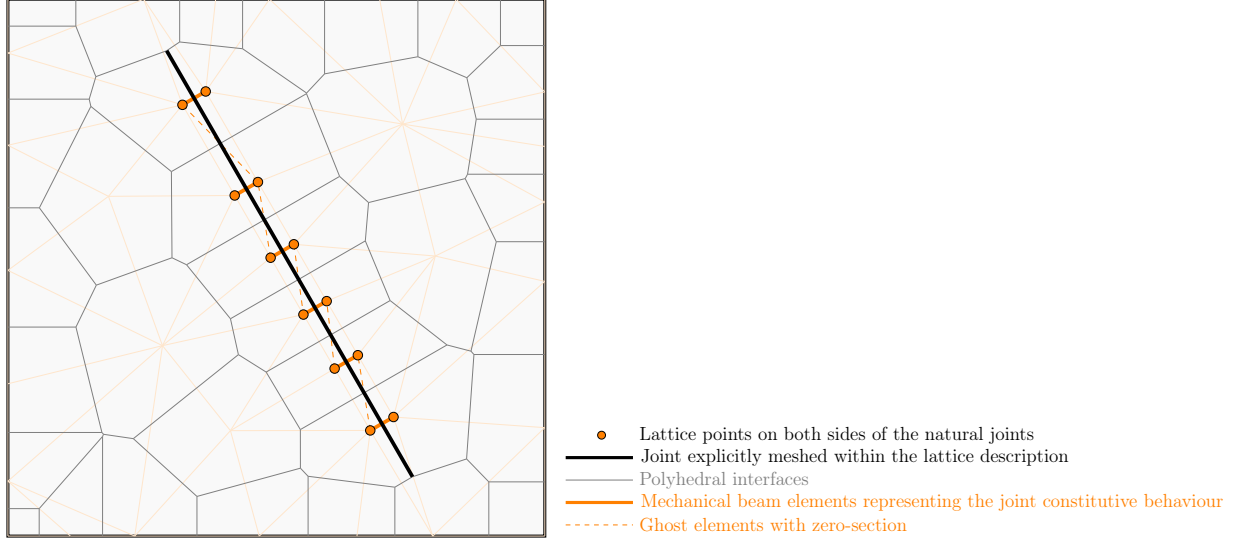 Lattice points on both sides of the natural joints
Joint explicitly meshed within the lattice description
Polyhedral interfaces
Mechanical beam elements representing the joint constitutive behaviour
Ghost elements with zero-section